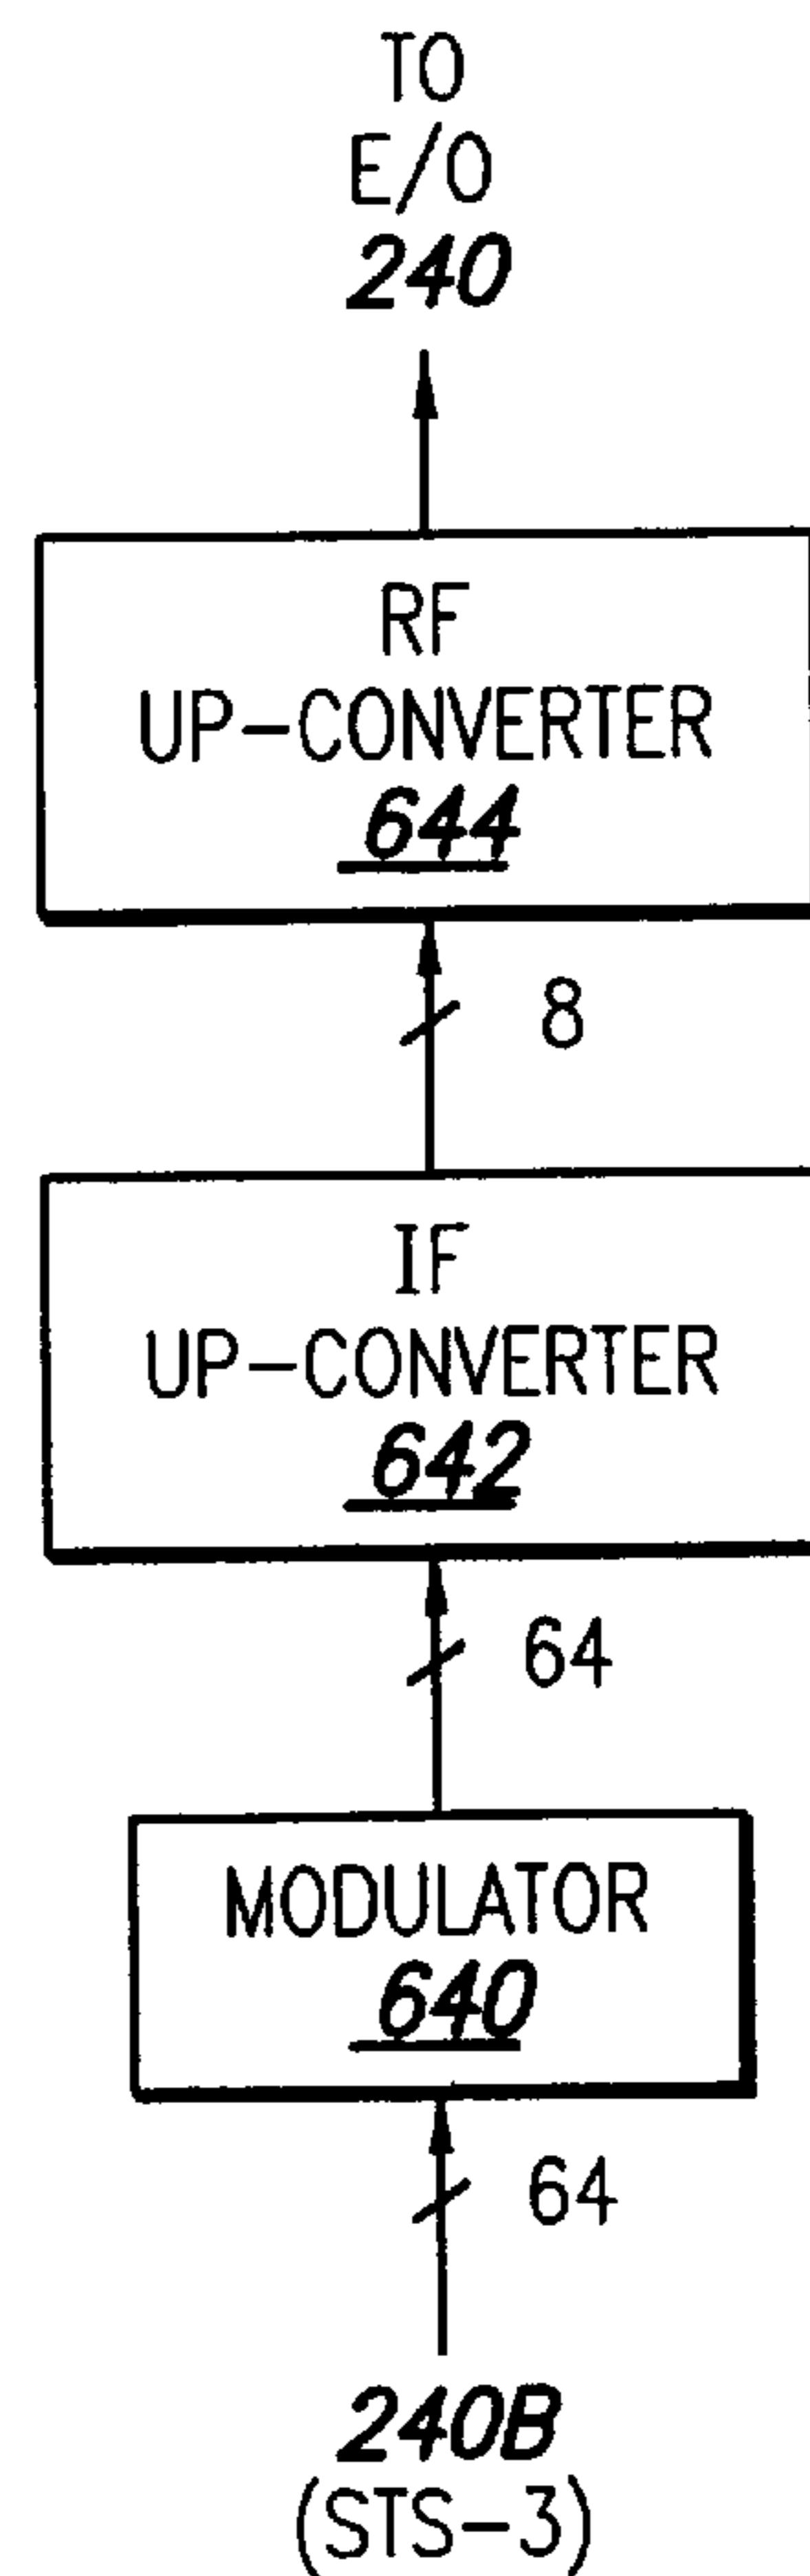 TO
E/O
240
RF
UP-CONVERTER
644
8
IF
UP-CONVERTER
642
64
MODULATOR
640
64
240B
(STS-3)